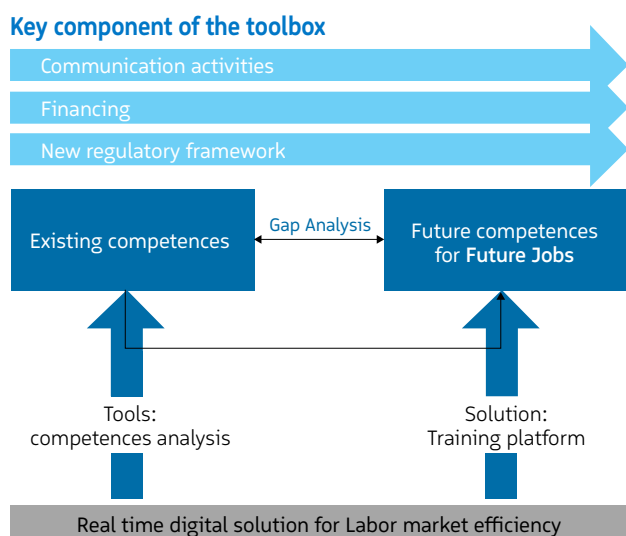 Key component of the toolbox
Communication activities
Financing
New regulatory framework
Existing competences
Gap Analysis
Future competences
for Future Jobs
Tools:
competences analysis
Solution:
Training platform
Real time digital solution for Labor market efficiency